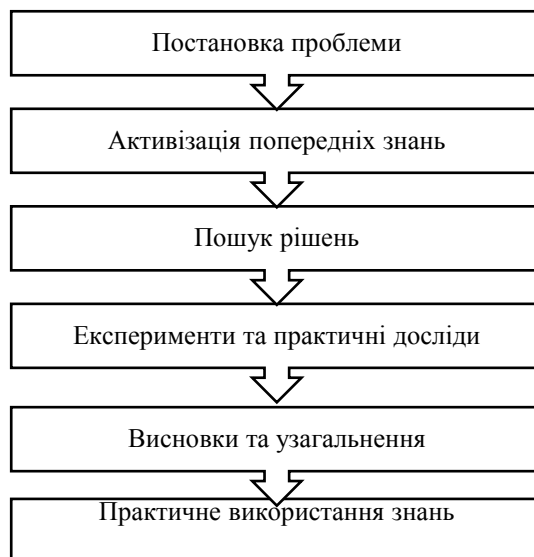 Постановка проблеми
Активізація попередніх знань
Пошук рішень
Експерименти та практичні досліди
Висновки та узагальнення
Практичне використання знань